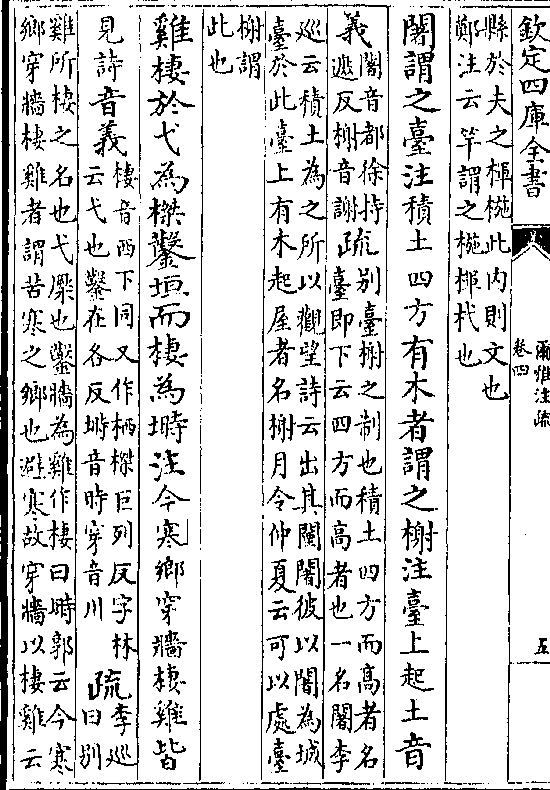 欽定四庫全書
爾雅注疏
卷四
五
縣於夫之楎椸此内則文也
鄭注云竿謂之椸楎杙也
闍謂之臺注積土四方有木者謂之榭注臺上起土音
義
闍音都徐持
遮反榭音謝
疏
别臺榭之制也積土四方而高者名
臺即下云四方而高者也一名闍李
巡云積土為之所以觀望詩云出其闉闍彼以闍為城
臺於此臺上有木起屋者名榭月令仲夏云可以處臺
榭謂
此也
雞棲於弋為榤鑿垣而棲為塒注今寒鄉穿牆棲雞皆
見詩音義
棲音西下同又作栖榤巨列反字林
云弋也鑿在各反塒音時穿音川
疏
李巡
曰别
雞所棲之名也弋橜也鑿牆為雞作棲曰塒郭云今寒
鄉穿牆棲雞者謂苦寒之鄉也避寒故穿牆以棲雞云